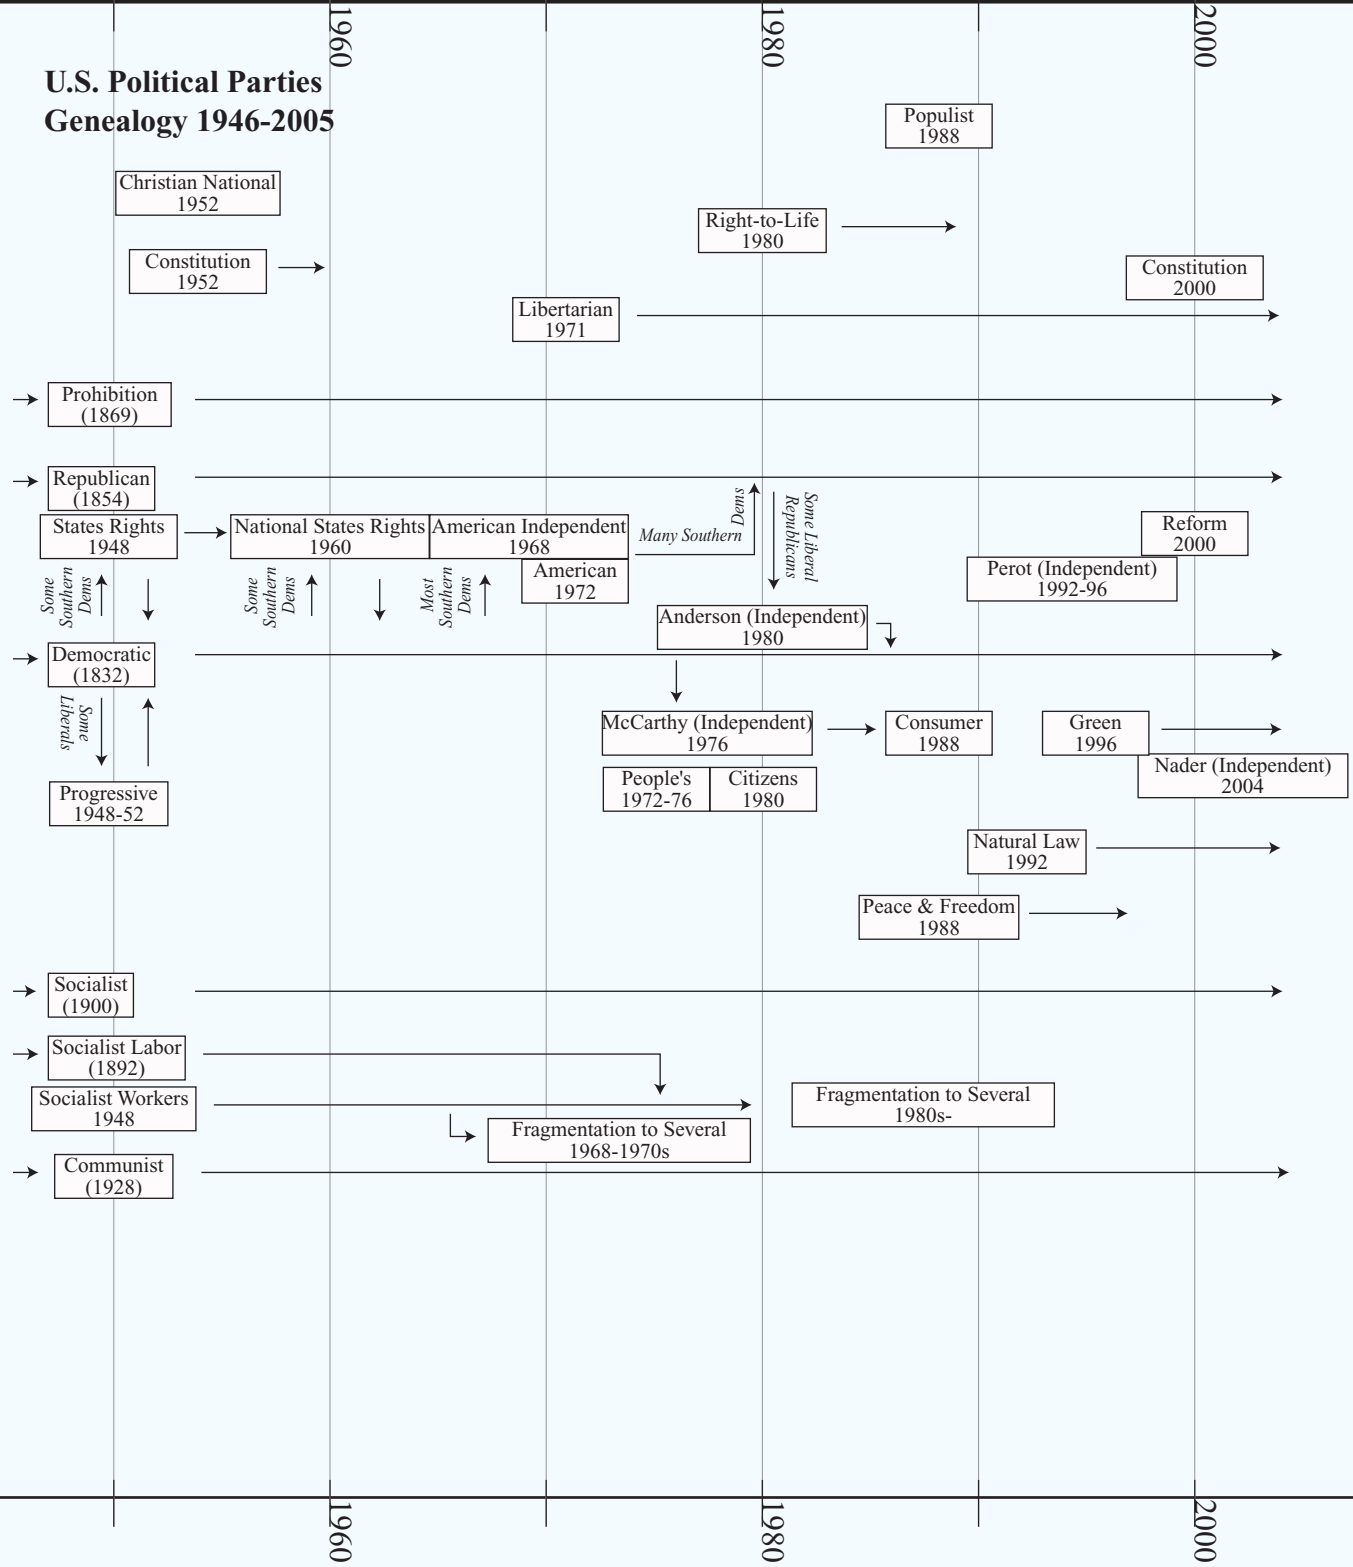 1960
1980
2000
U.S. Political Parties
Genealogy 1946-2005
Populist
1988
Christian National
1952
Right-to-Life
1980
Constitution
1952
Constitution
2000
Libertarian
1971
Prohibition
(1869)
Republican
(1854)
States Rights
1948
National States Rights
1960
American Independent
1968
American
1972
Many Southern
Dems
Some Liberal
Republicans
Reform
2000
Perot (Independent)
1992-96
Some
Southern
Dems
Some
Southern
Dems
Most
Southern
Dems
Anderson (Independent)
1980
Democratic
(1832)
Some
Liberals
McCarthy (Independent)
1976
Consumer
1988
Green
1996
Nader (Independent)
2004
People's
1972-76
Citizens
1980
Progressive
1948-52
Natural Law
1992
Peace & Freedom
1988
Socialist
(1900)
Socialist Labor
(1892)
Socialist Workers
1948
Fragmentation to Several
1980s-
Fragmentation to Several
1968-1970s
Communist
(1928)
1960
1980
2000